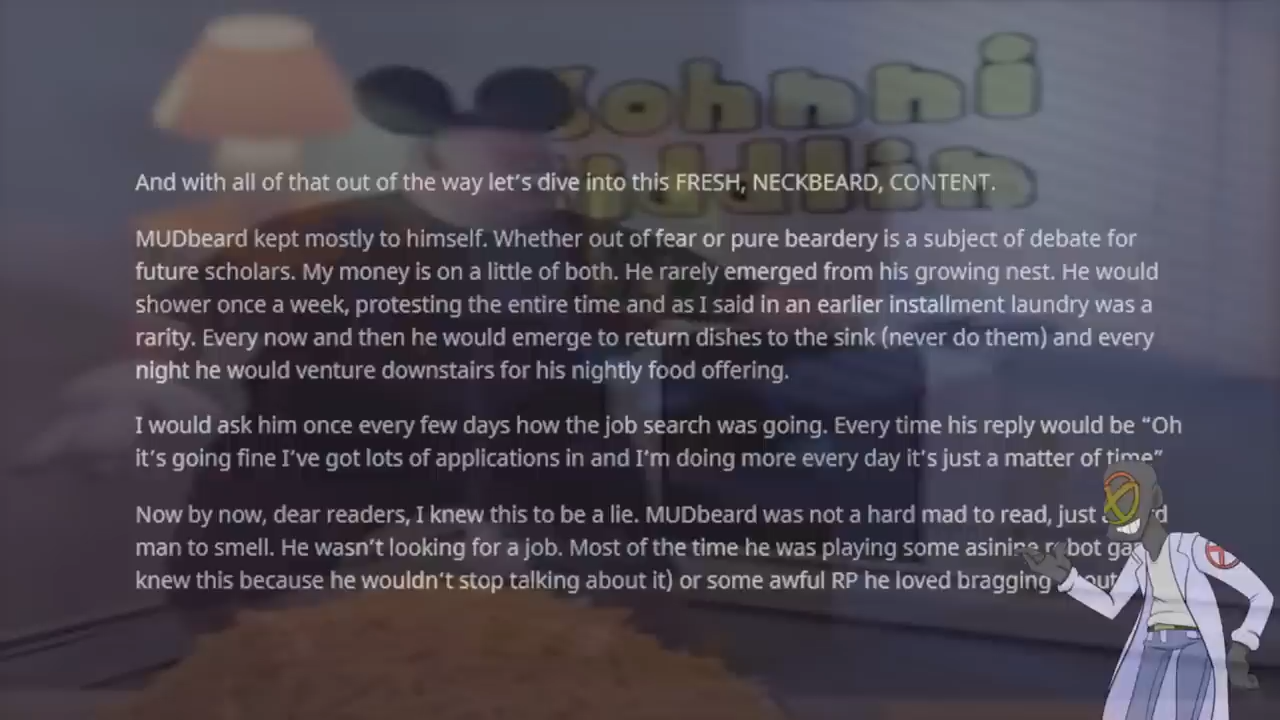 Johnni
iddlin
And with all of that out of the way let's dive into this FRESH, NECKBEARD, CONTENT.
MUDbeard kept mostly to himself. Whether out of fear or pure beardery is a subject of debate for
future scholars. My money is on a little of both. He rarely emerged from his growing nest. He would
shower once a week, protesting the entire time and as I said in an earlier installment laundry was a
rarity. Every now and then he would emerge to return dishes to the sink (never do them) and every
night he would venture downstairs for his nightly food offering.
I would ask him once every few days how the job search was going. Every time his reply would be “Oh
it's going fine I've got lots of applications in and I'm doing more every day it's just a matter of time”
Now by now, dear readers, I knew this to be a lie. MUDbeard was not a hard mad to read, just
man to smell. He wasn't looking for a job. Most of the time he was playing some asinine robot
knew this because he wouldn't stop talking about it) or some awful RP he loved bragging